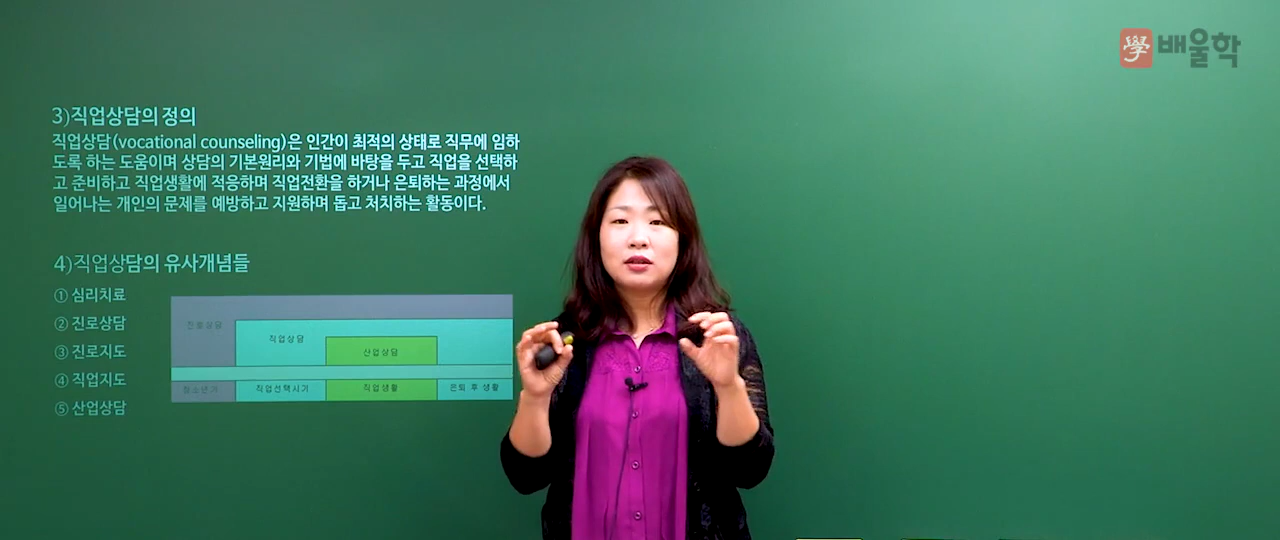 學 배울학
3)직업상담의 정의
직업상담(vocational counseling)은 인간이 최적의 상태로 직무에 임하
도록 하는 도움이며 상담의 기본원리와 기법에 바탕을 두고 직업을 선택하
고 준비하고 직업생활에 적응하며 직업전환을 하거나 은퇴하는 과정에서
일어나는 개인의 문제를 예방하고 지원하며 돕고 처치하는 활동이다.
4)직업상담의 유사개념들
① 심리치료
② 진로상담
③ 진로지도
④ 직업지도
⑤ 산업상담
진로상담
직업상담
산업상담
청소년기 직업선택시기 직업생활 은퇴 후 생활